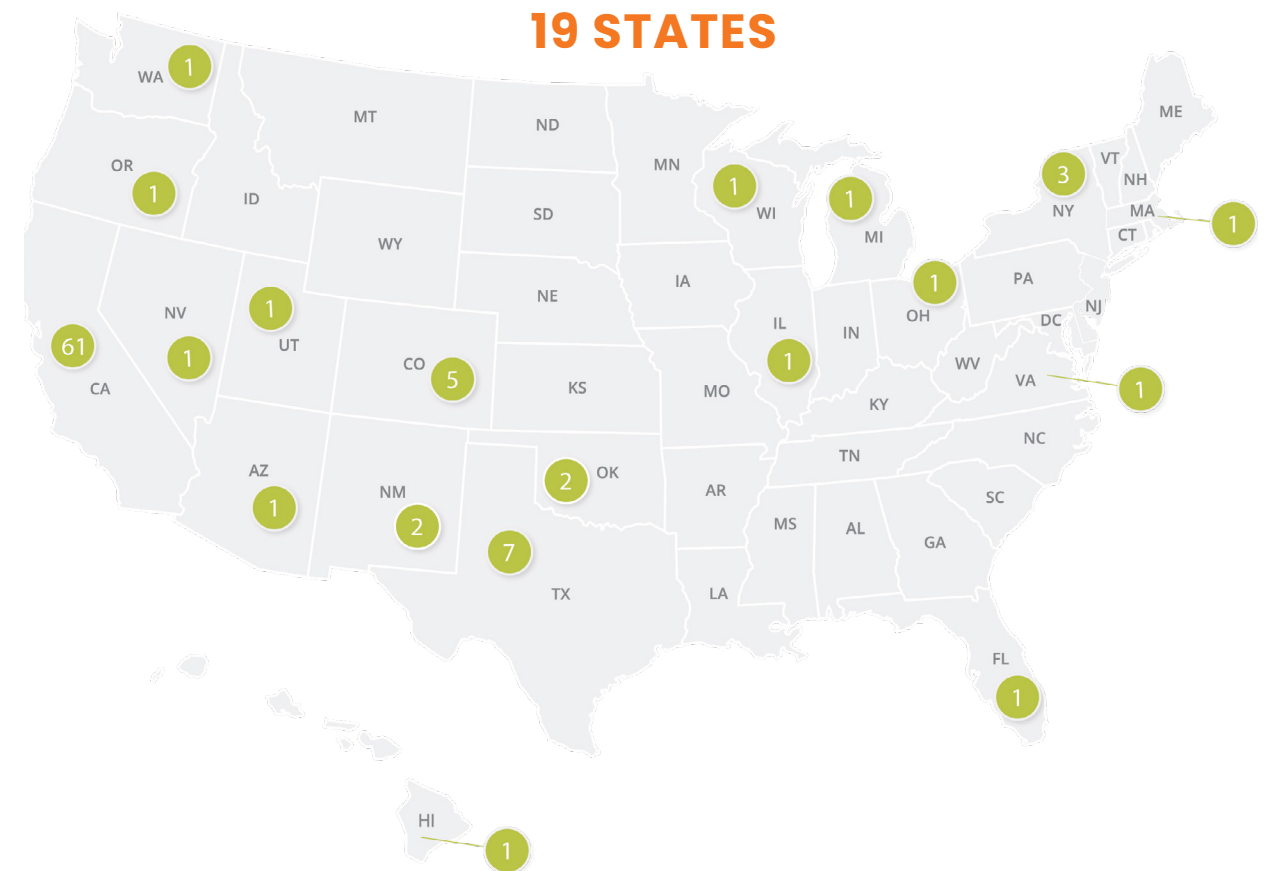 19 STATES
WA
1
MT
ND
MN
ME
OR
1
ID
SD
1
WI
1
MI
3
NY
VT
NH
MA
1
CT
WY
NE
IA
1
OH
PA
NJ
DC
NV
1
1
UT
IL
1
IN
61
CA
CO
5
KS
MO
WV
VA
1
KY
NC
TN
AZ
1
NM
2
2
OK
AR
SC
MS
AL
GA
7
TX
LA
FL
1
HI
1